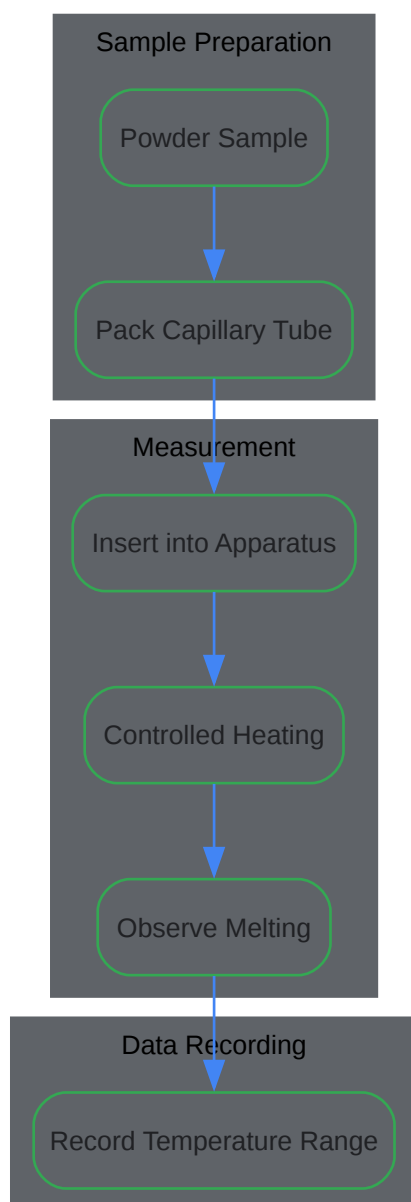 Sample Preparation
Powder Sample
Pack Capillary Tube
Measurement
Insert into Apparatus
Controlled Heating
Observe Melting
Data Recording
Record Temperature Range